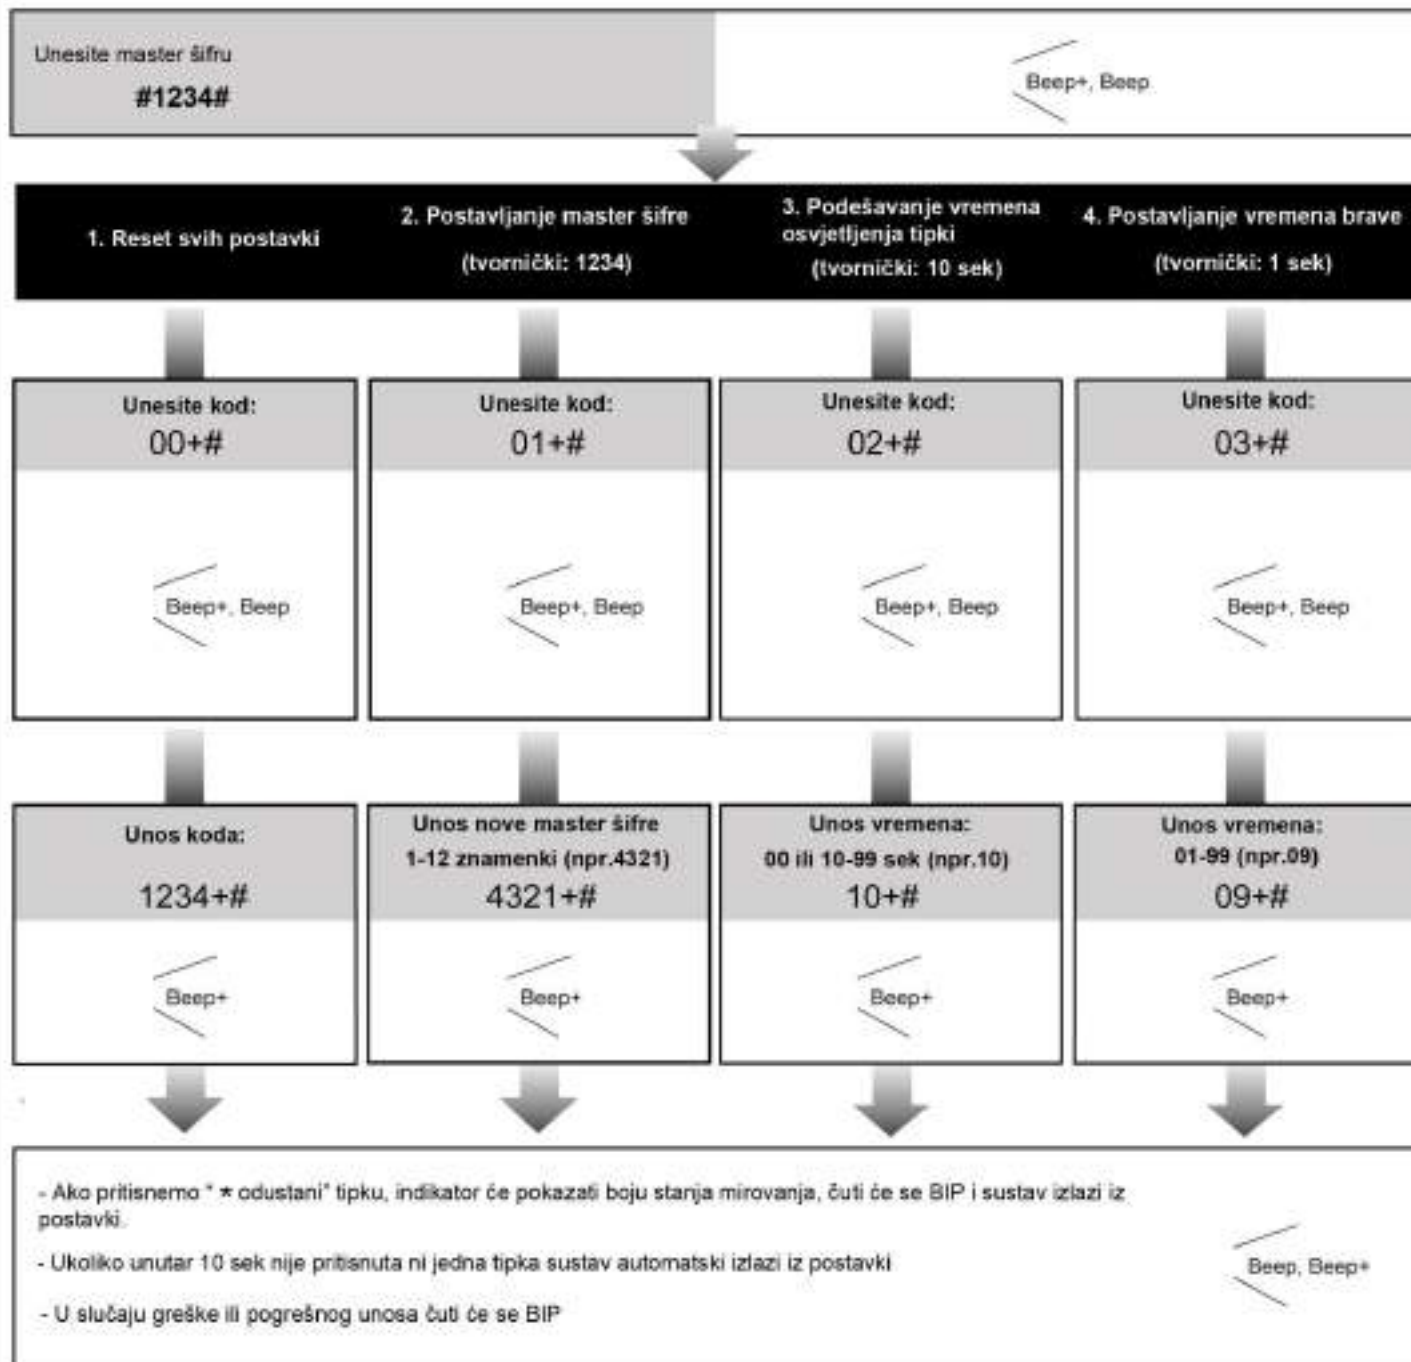 Unesite master šifru
#1234#
Beep+, Beep
1. Reset svih postavki
2. Postavljanje master šifre
(tvornički: 1234)
3. Podešavanje vremena
osvjetljenja tipki
(tvornički: 10 sek)
4. Postavljanje vremena brave
(tvornički: 1 sek)
Unesite kod:
00+#
Unesite kod:
01+#
Unesite kod:
02+#
Unesite kod:
03+#
Beep+, Beep
Beep+, Beep
Beep+, Beep
Beep+, Beep
Unos koda:
1234+#
Unos nove master šifre
1-12 znamenki (npr.4321)
4321+#
Unos vremena:
00 ili 10-99 sek (npr.10)
10+#
Unos vremena:
01-99 (npr.09)
09+#
Beep+
Beep+
Beep+
Beep+
- Ako pritisnemo " * odustani" tipku, indikator će pokazati boju stanja mirovanja, čuti će se BIP i sustav izlazi iz
postavki.
- Ukoliko unutar 10 sek nije pritisnuta ni jedna tipka sustav automatski izlazi iz postavki
- U slučaju greške ili pogrešnog unosa čuti će se BIP
Beep, Beep+